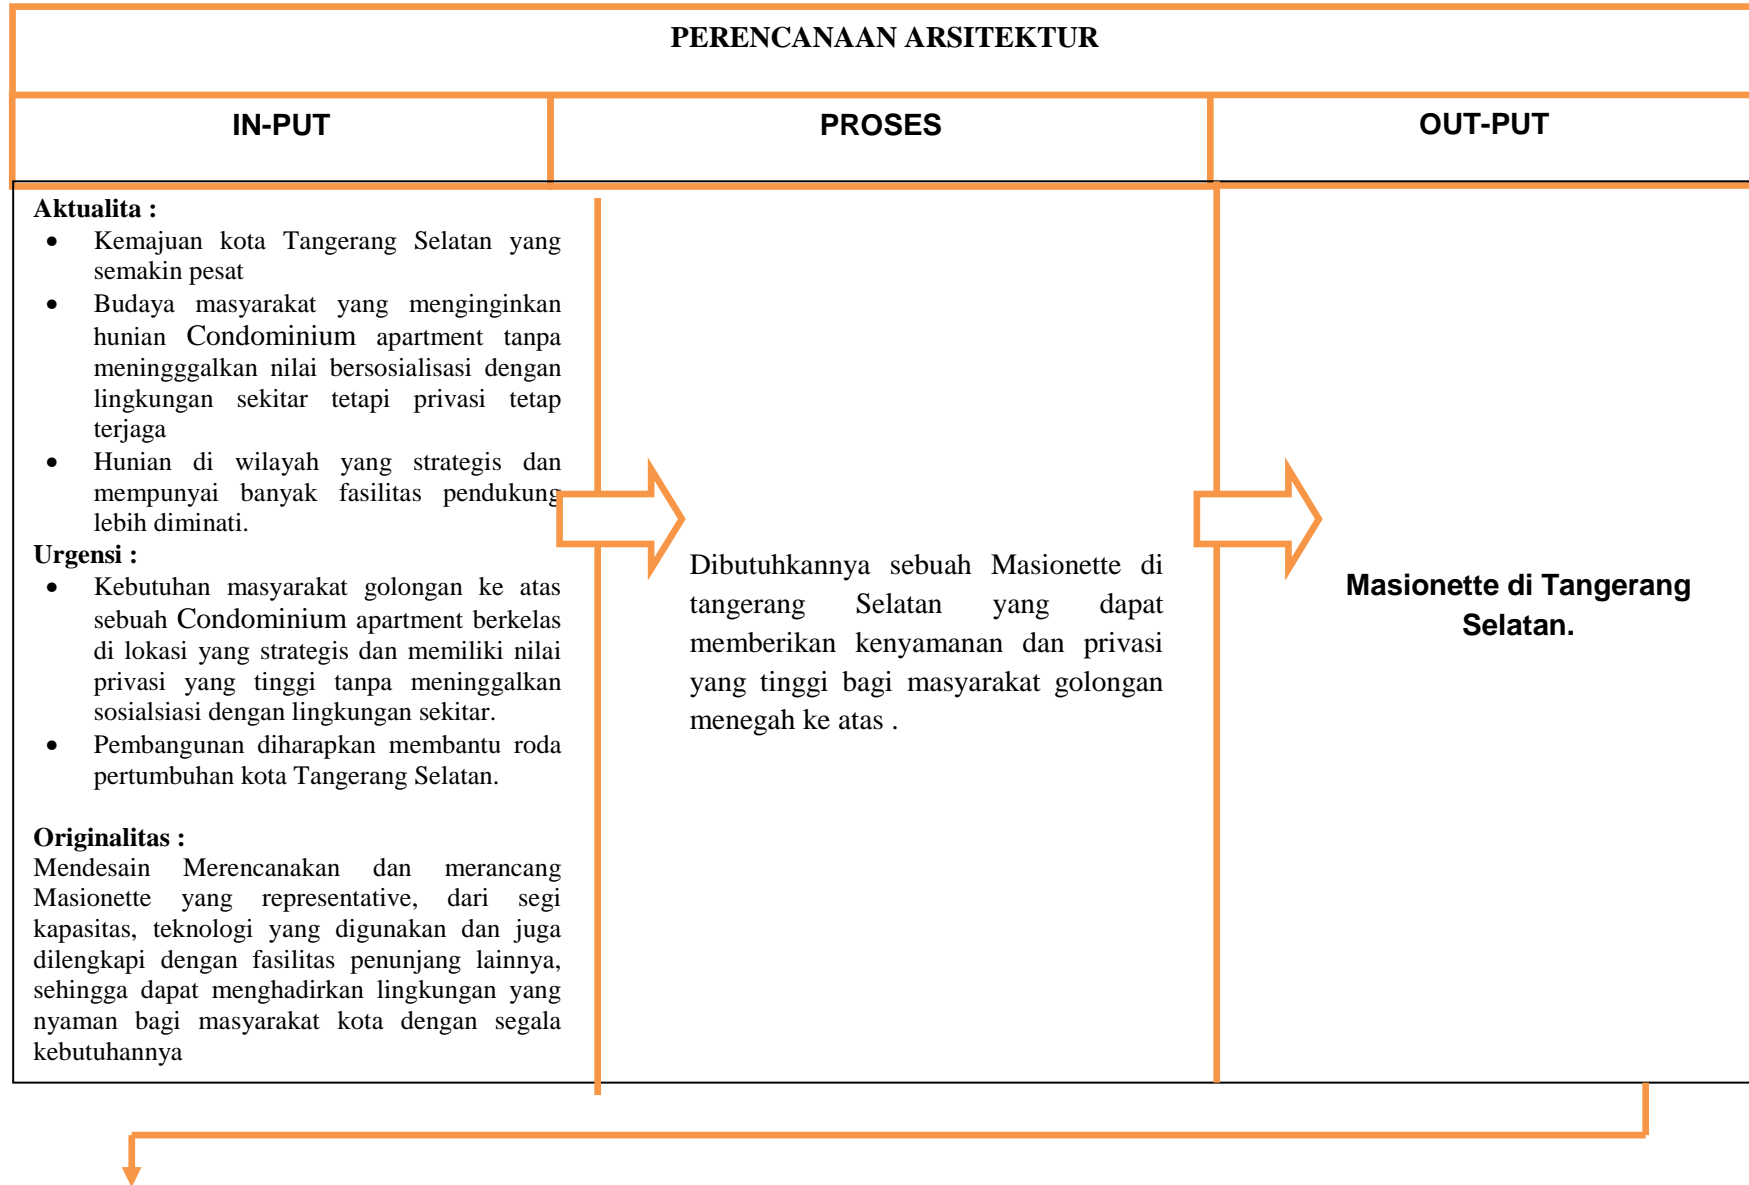 PERENCANAAN ARSITEKTUR
IN-PUT
PROSES
OUT-PUT
Aktualita :
• Kemajuan kota Tangerang Selatan yang
semakin pesat
• Budaya masyarakat yang menginginkan
hunian Condominium apartment tanpa
meningggalkan nilai bersosialisasi dengan
lingkungan sekitar tetapi privasi tetap
terjaga
• Hunian di wilayah yang strategis dan
mempunyai banyak fasilitas pendukung
lebih diminati.
Urgensi :
• Kebutuhan masyarakat golongan ke atas
sebuah Condominium apartment berkelas
di lokasi yang strategis dan memiliki nilai
privasi yang tinggi tanpa meninggalkan
sosialsiasi dengan lingkungan sekitar.
• Pembangunan diharapkan membantu roda
pertumbuhan kota Tangerang Selatan.
Originalitas :
Mendesain Merencanakan dan merancang
Masionette yang representative, dari segi
kapasitas, teknologi yang digunakan dan juga
dilengkapi dengan fasilitas penunjang lainnya,
sehingga dapat menghadirkan lingkungan yang
nyaman bagi masyarakat kota dengan segala
kebutuhannya
Dibutuhkannya sebuah Masionette di
tangerang Selatan yang dapat
memberikan kenyamanan dan privasi
yang tinggi bagi masyarakat golongan
menegah ke atas .
Masionette di Tangerang
Selatan.